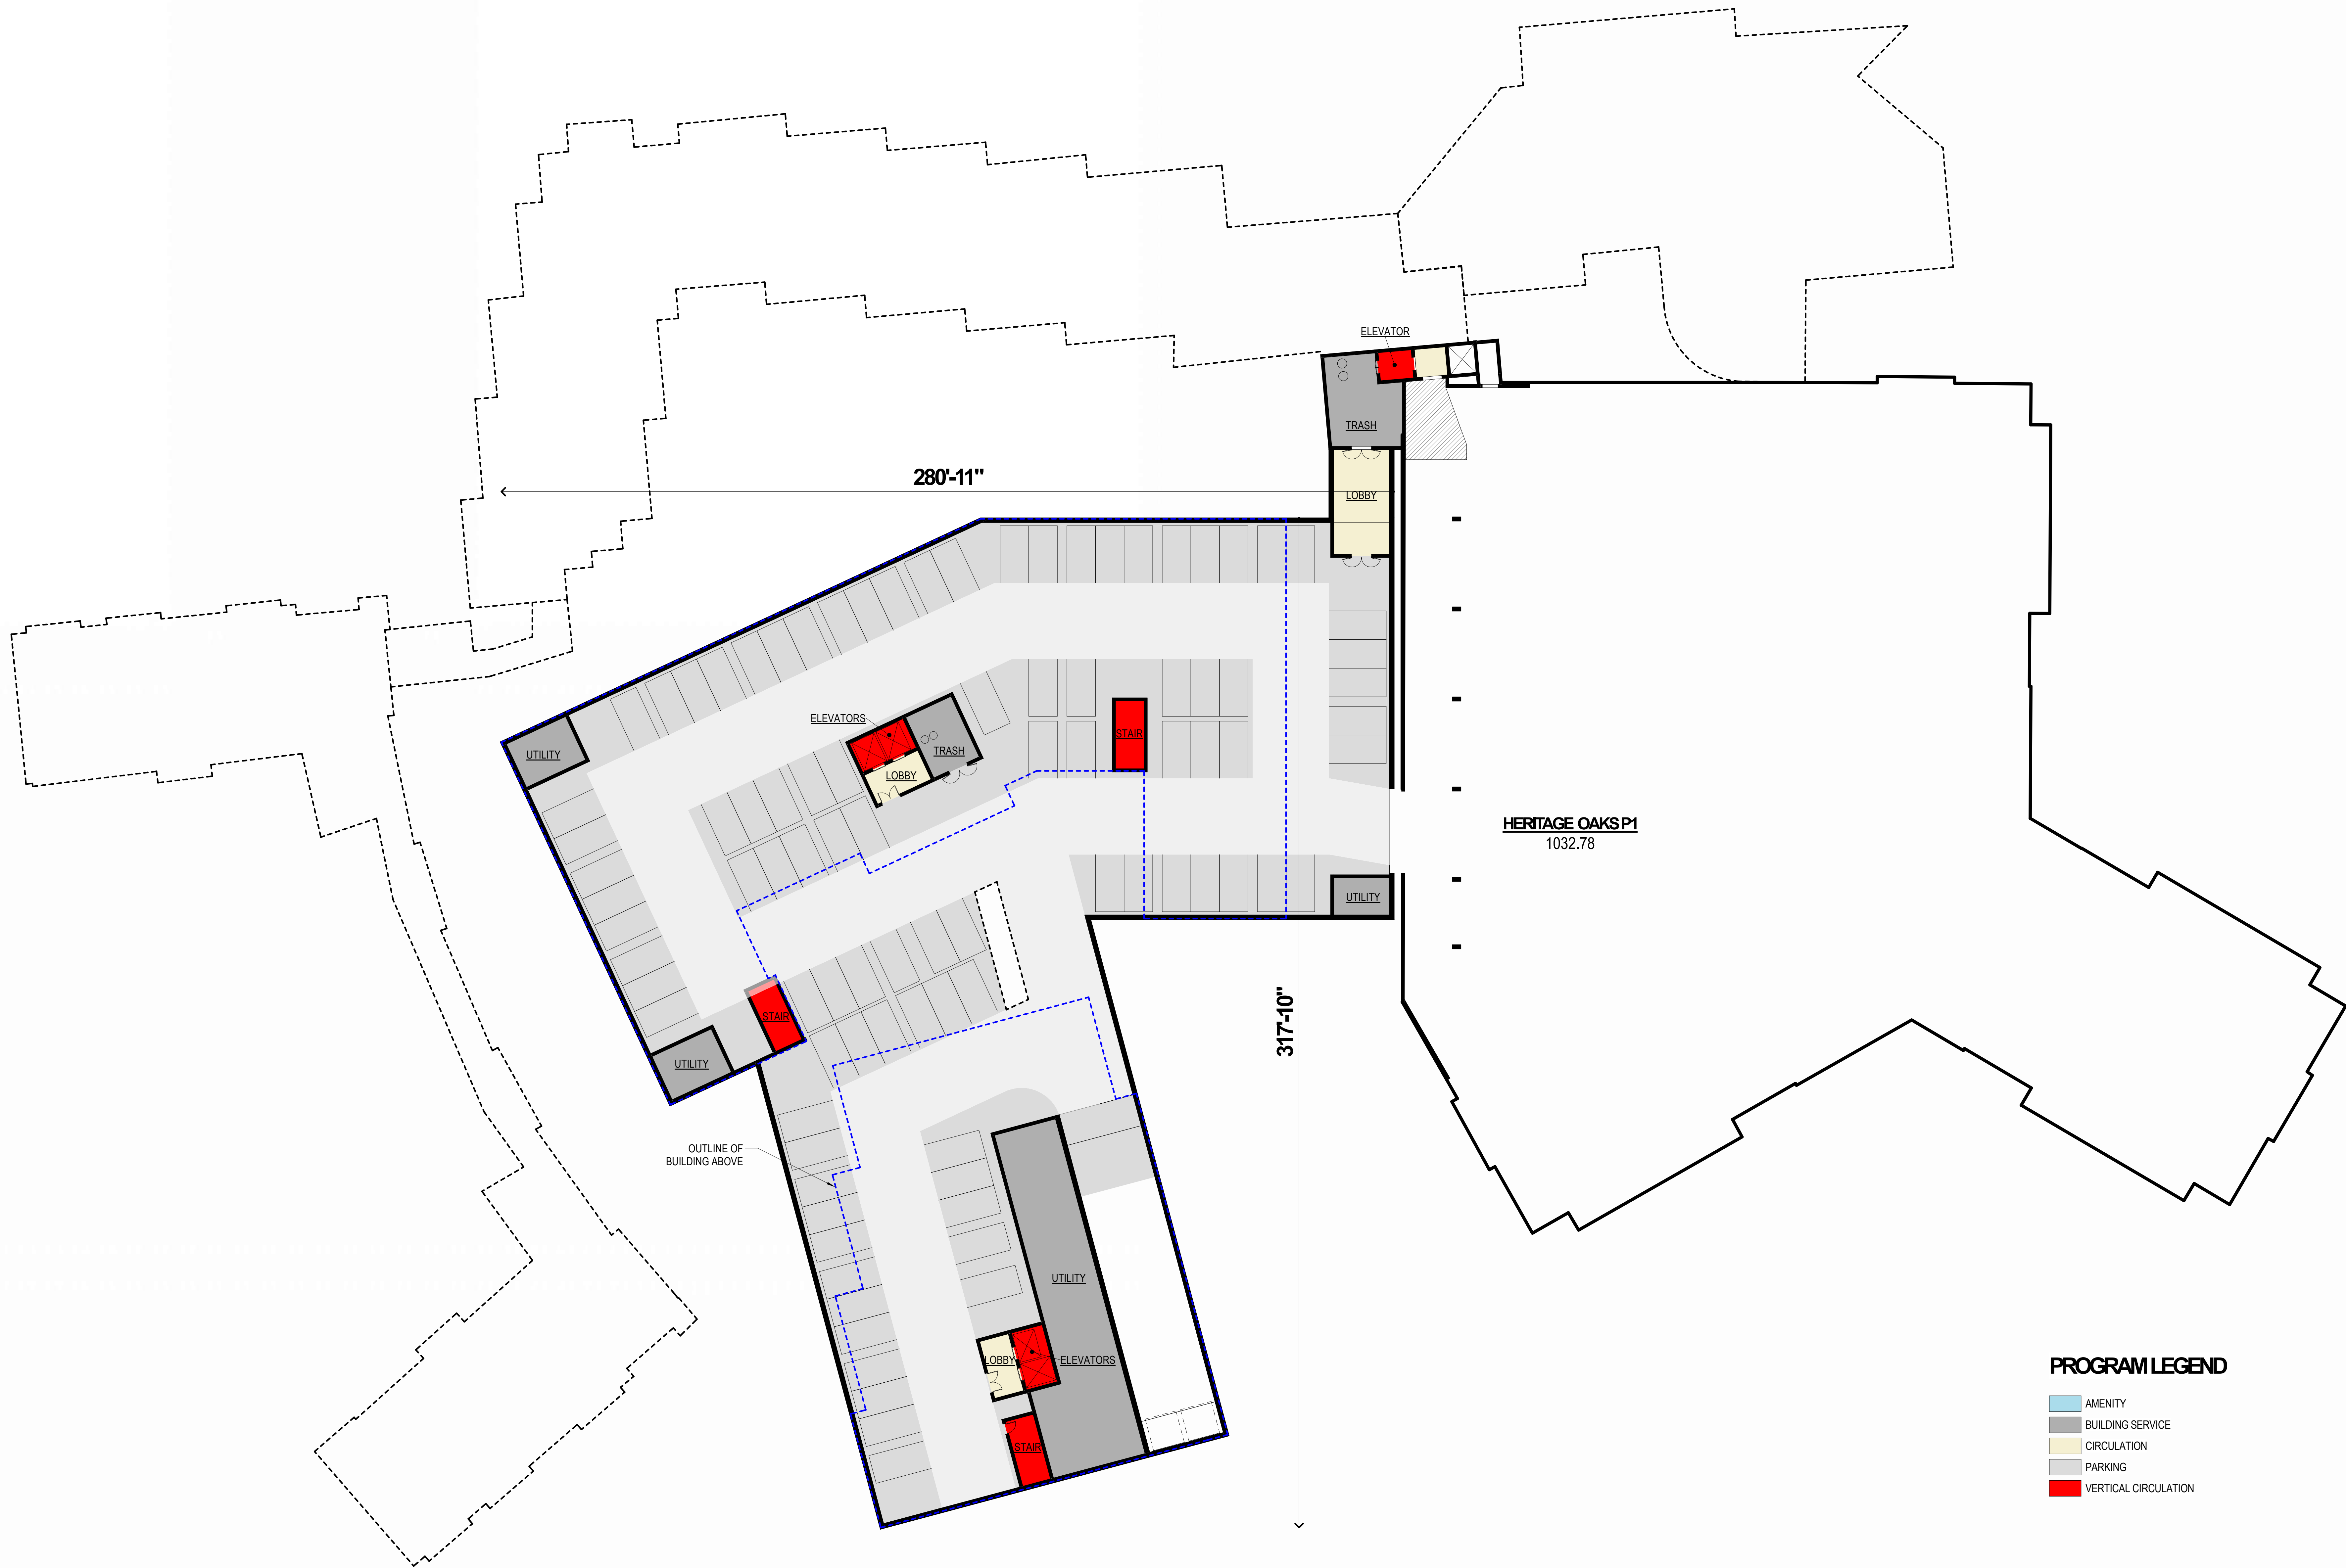 ELEVATOR
TRASH
280'-11"
LOBBY
ELEVATORS
STAIR
UTILITY
TRASH
LOBBY
HERITAGE OAKS P1
1032.78
UTILITY
STAIR
317'-10"
UTILITY
OUTLINE OF
BUILDING ABOVE
UTILITY
LOBBY
ELEVATORS
STAIR
PROGRAM LEGEND
AMENITY
BUILDING SERVICE
CIRCULATION
PARKING
VERTICAL CIRCULATION